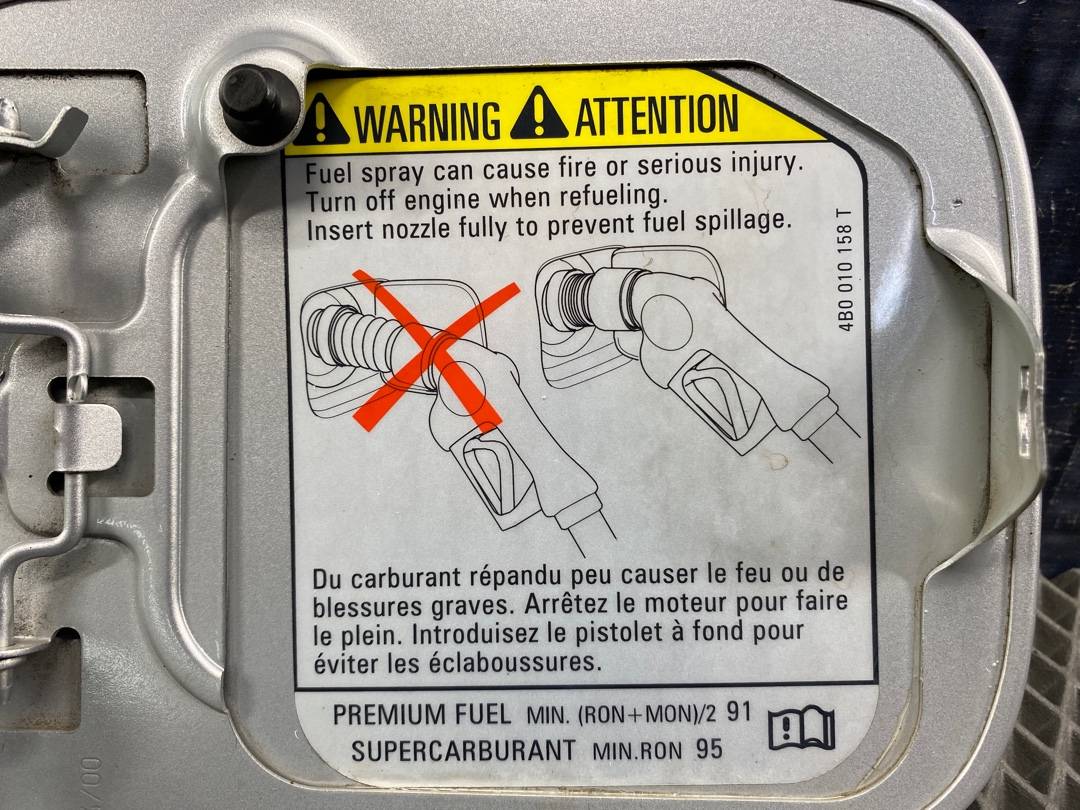 WARNING ATTENTION
Fuel spray can cause fire or serious injury.
Turn off engine when refueling.
Insert nozzle fully to prevent fuel spillage.
4B0 010 158 T
Du carburant répandu peu causer le feu ou de
blessures graves. Arrêtez le moteur pour faire
le plein. Introduisez le pistolet à fond pour
éviter les éclaboussures.
PREMIUM FUEL MIN. (RON+MON)/2 91
SUPERCARBURANT MIN.RON 95